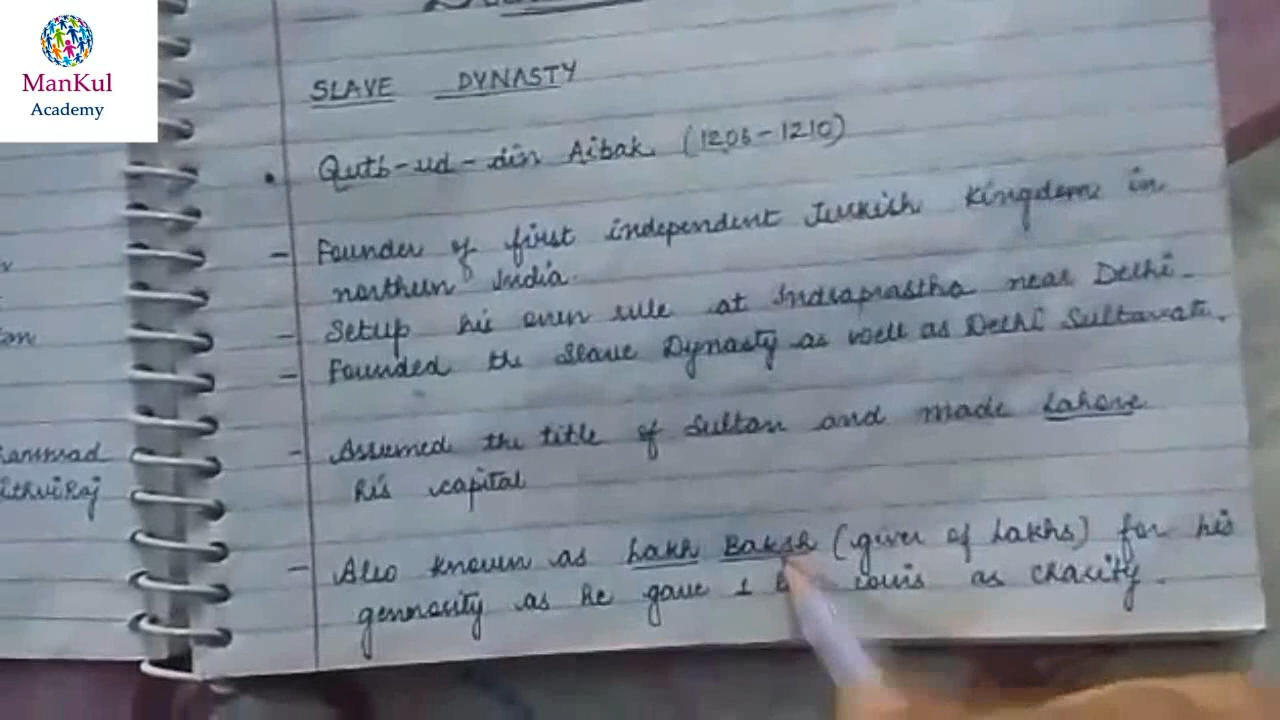 ManKul
Academy
SLAVE DYNASTY
• Qutb-ud-din Aibak (1206-1210)
- Founder of first independent Turkish Kingdom in
northern India.
- Setup his own rule at Indraprastha near Delhi.
- Founded the Slave Dynasty as well as Delhi Sultanate.
- Assumed the title of Sultan and made Lahore
his capital
- Also known as Lakh Baksh (giver of Lakhs) for his
genrosity as he gave 1 coins as charity.
ithviRaj